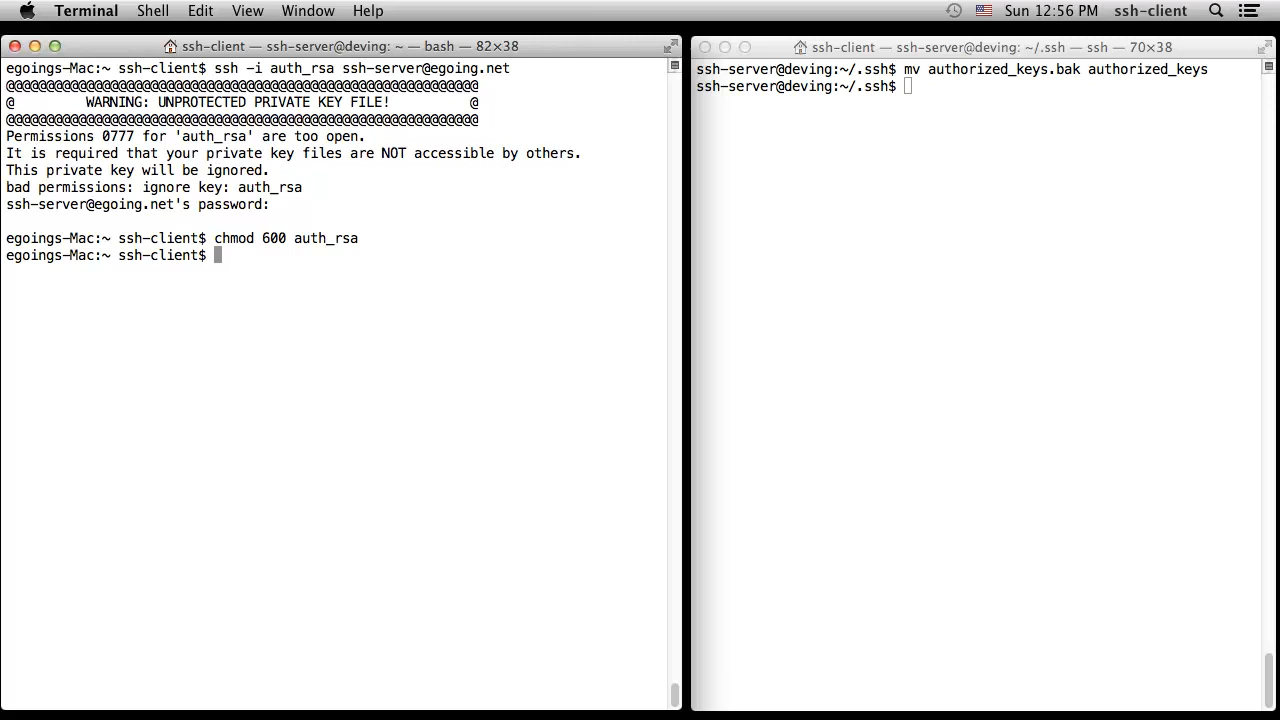 Terminal Shell Edit View Window Help Sun 12:56 PM ssh-client
ssh-client — ssh-server@deving: ~ — bash — 82×38
egoings-Mac:~ ssh-client$ ssh -i auth_rsa ssh-server@egoing.net
@@@@@@@@@@@@@@@@@@@@@@@@@@@@@@@@@@@@@@@@@@@@@@@@@@@@@@@@@@@
@         WARNING: UNPROTECTED PRIVATE KEY FILE!          @
@@@@@@@@@@@@@@@@@@@@@@@@@@@@@@@@@@@@@@@@@@@@@@@@@@@@@@@@@@@
Permissions 0777 for 'auth_rsa' are too open.
It is required that your private key files are NOT accessible by others.
This private key will be ignored.
bad permissions: ignore key: auth_rsa
ssh-server@egoing.net's password:
egoings-Mac:~ ssh-client$ chmod 600 auth_rsa
egoings-Mac:~ ssh-client$
ssh-client — ssh-server@deving: ~/.ssh — ssh — 70×38
ssh-server@deving:~/.ssh$ mv authorized_keys.bak authorized_keys
ssh-server@deving:~/.ssh$